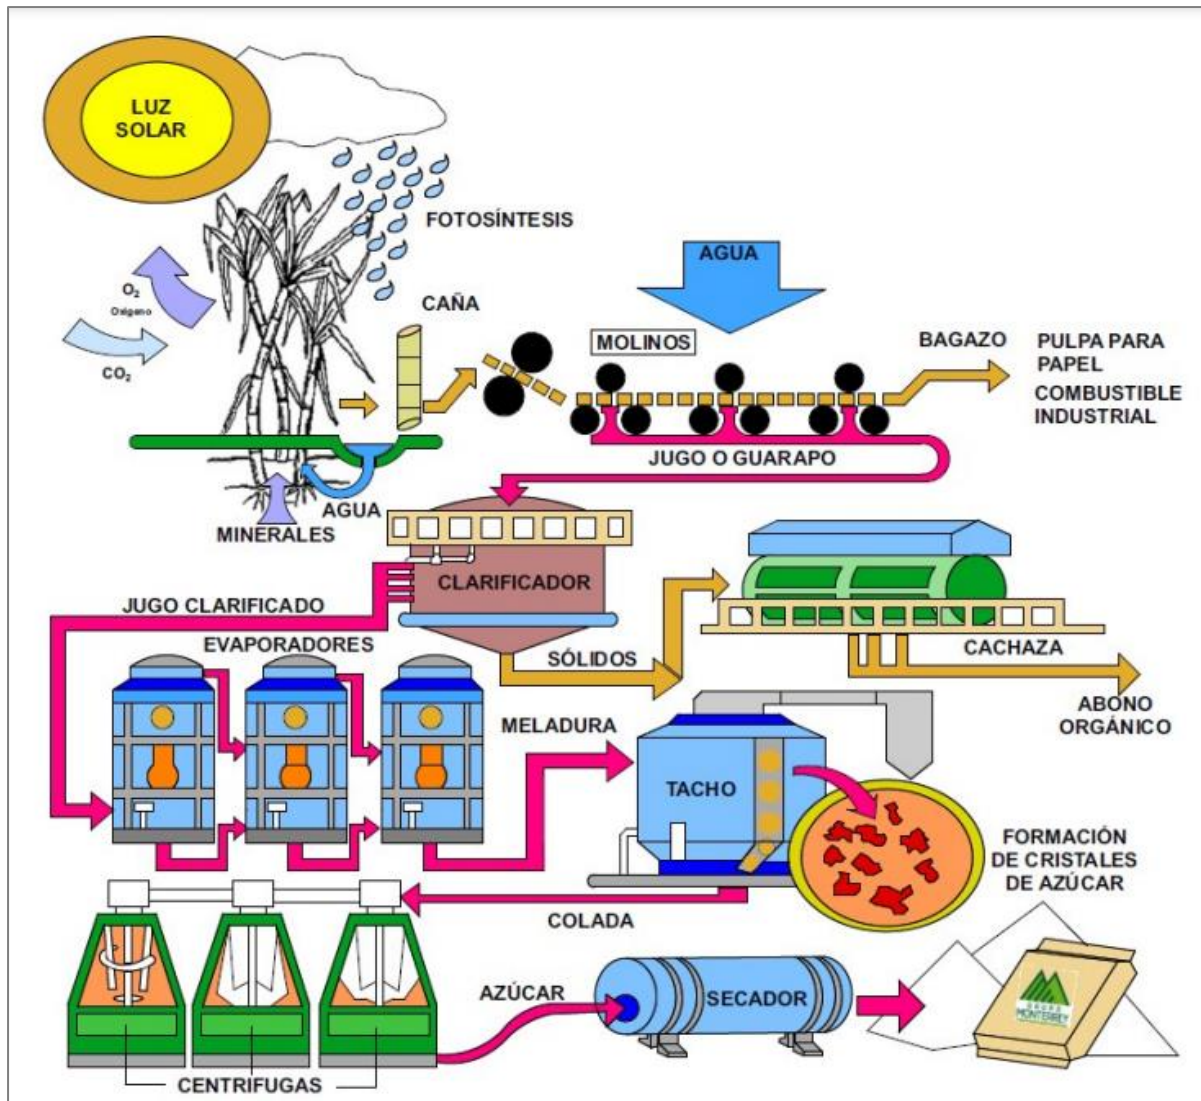 LUZ
SOLAR
FOTOSÍNTESIS
O2
Oxígeno
CO2
CAÑA
AGUA
MOLINOS
BAGAZO
PULPA PARA
PAPEL
COMBUSTIBLE
INDUSTRIAL
JUGO O GUARAPO
AGUA
MINERALES
CLARIFICADOR
JUGO CLARIFICADO
EVAPORADORES
SÓLIDOS
CACHAZA
ABONO
ORGÁNICO
MELADURA
TACHO
FORMACIÓN
DE CRISTALES
DE AZÚCAR
COLADA
AZÚCAR
SECADOR
GRUPO
MONTERREY
CENTRIFUGAS